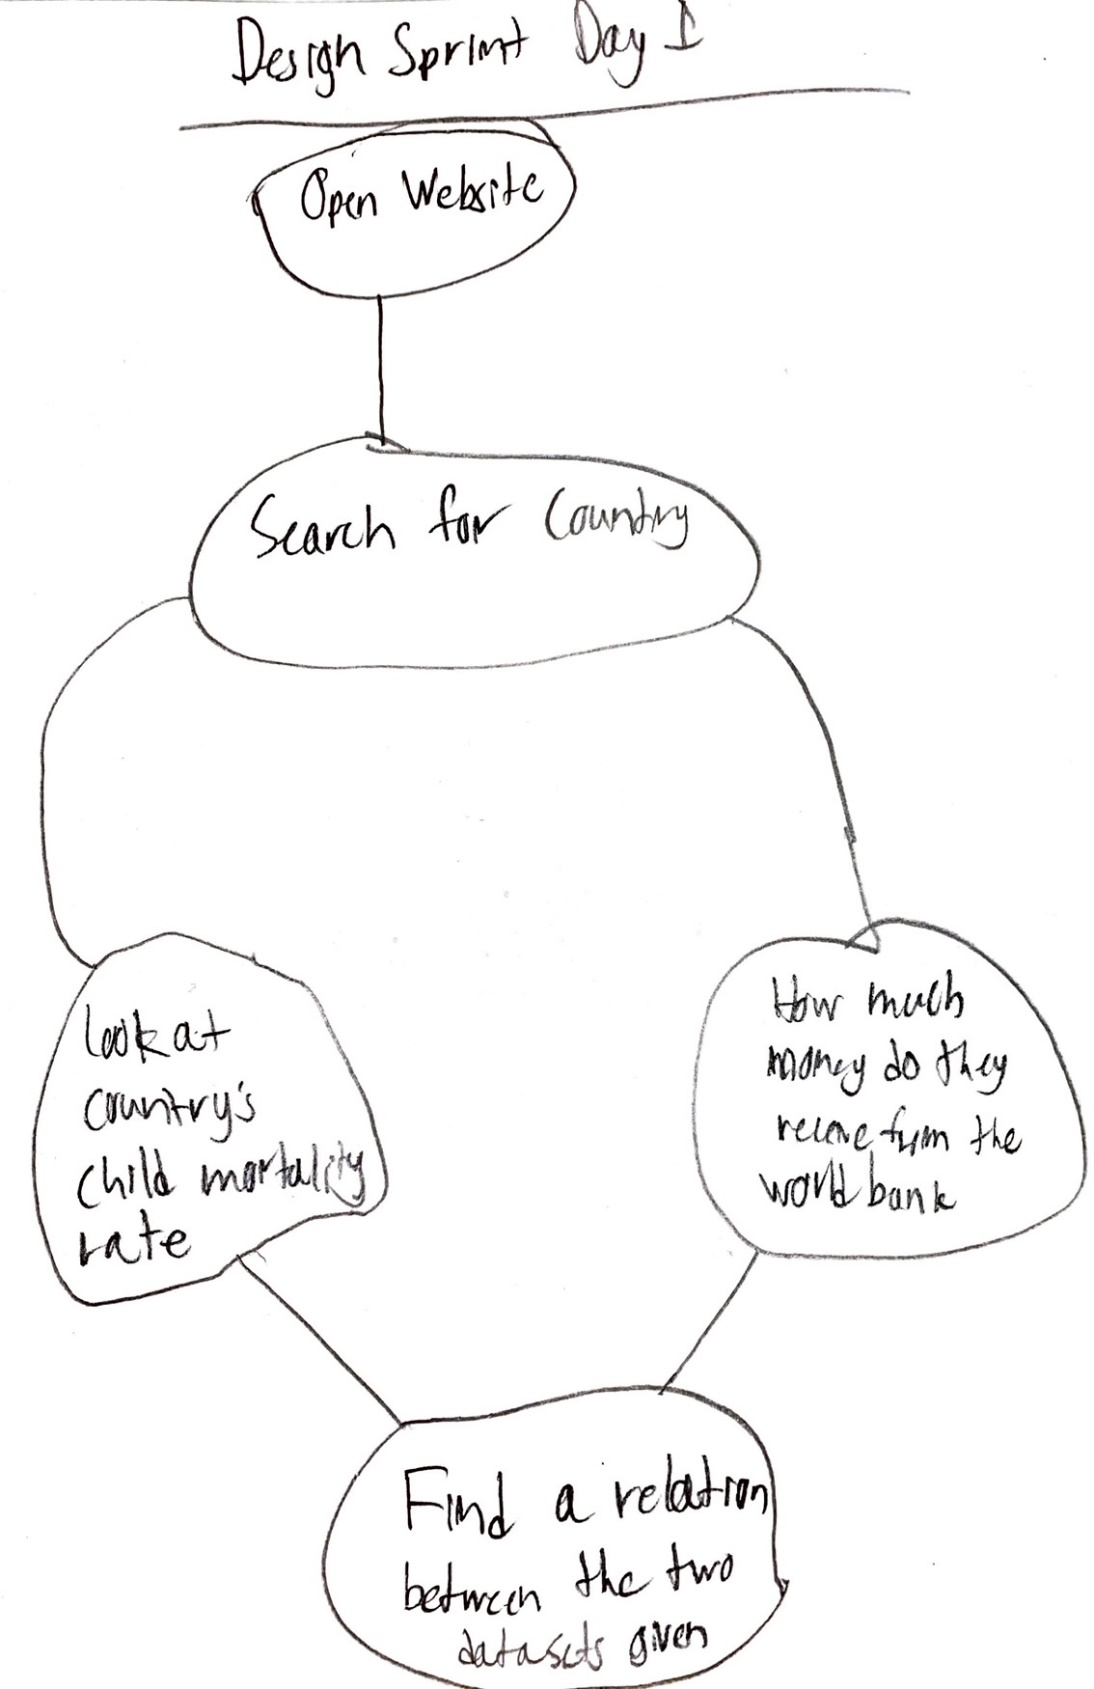 Design Sprint Day 1
Open Website
Search for Country
look at
country's
child mortality
rate
How much
money do they
recieve from the
world bank
Find a relation
between the two
datasets given